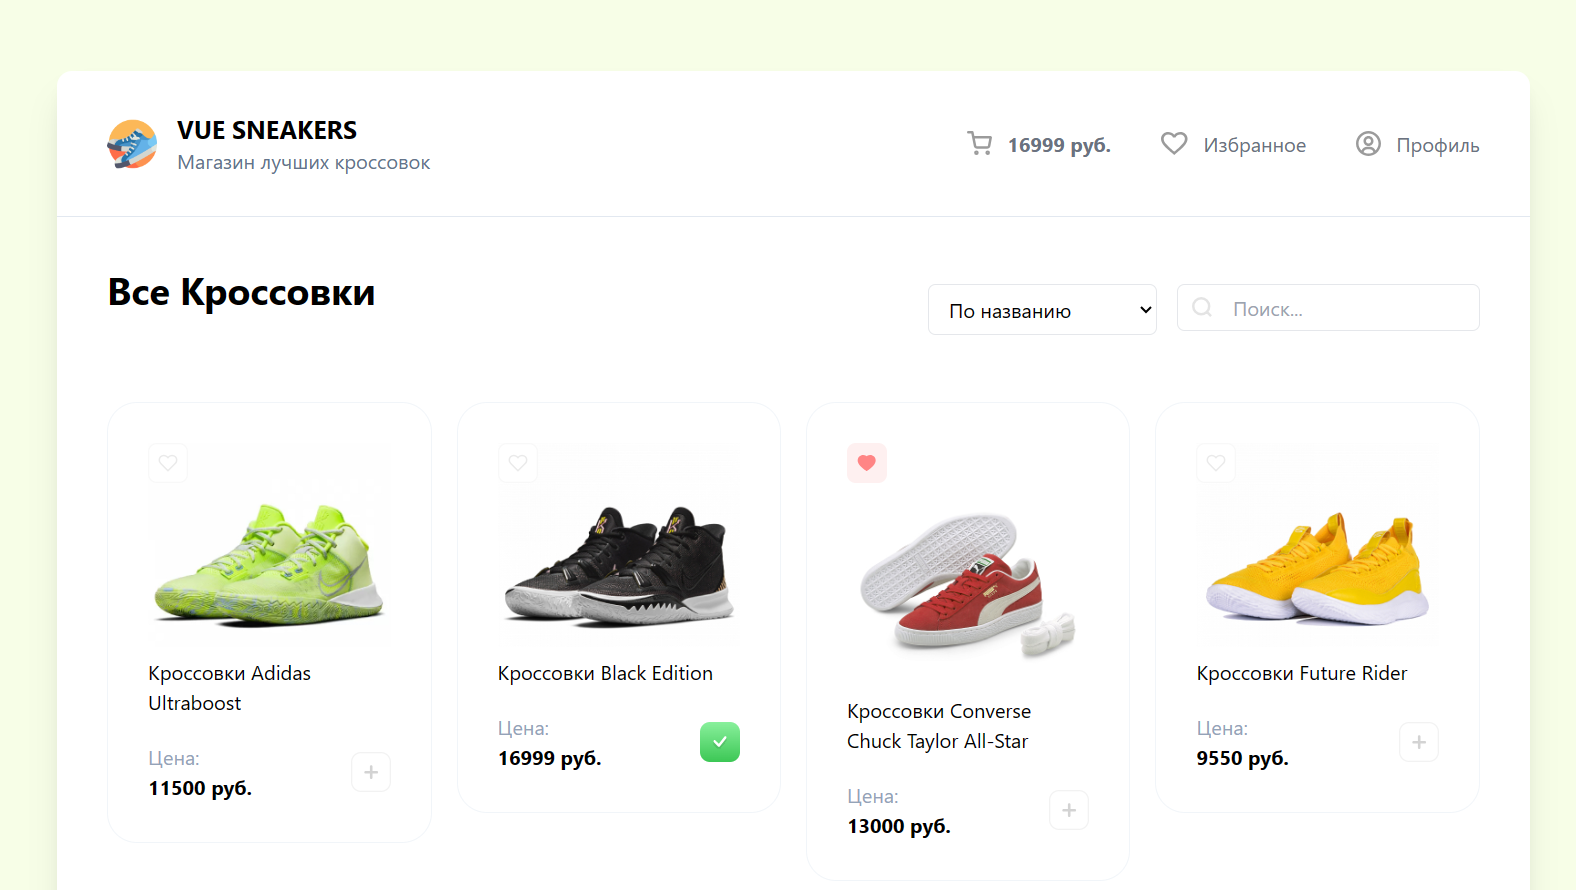 VUE SNEAKERS
Магазин лучших кроссовок
16999 руб.
Избранное
Профиль
Все Кроссовки
По названию
Поиск...
Кроссовки Adidas
Ultraboost
Цена:
11500 руб.
Кроссовки Black Edition
Цена:
16999 руб.
Кроссовки Converse
Chuck Taylor All-Star
Цена:
13000 руб.
Кроссовки Future Rider
Цена:
9550 руб.